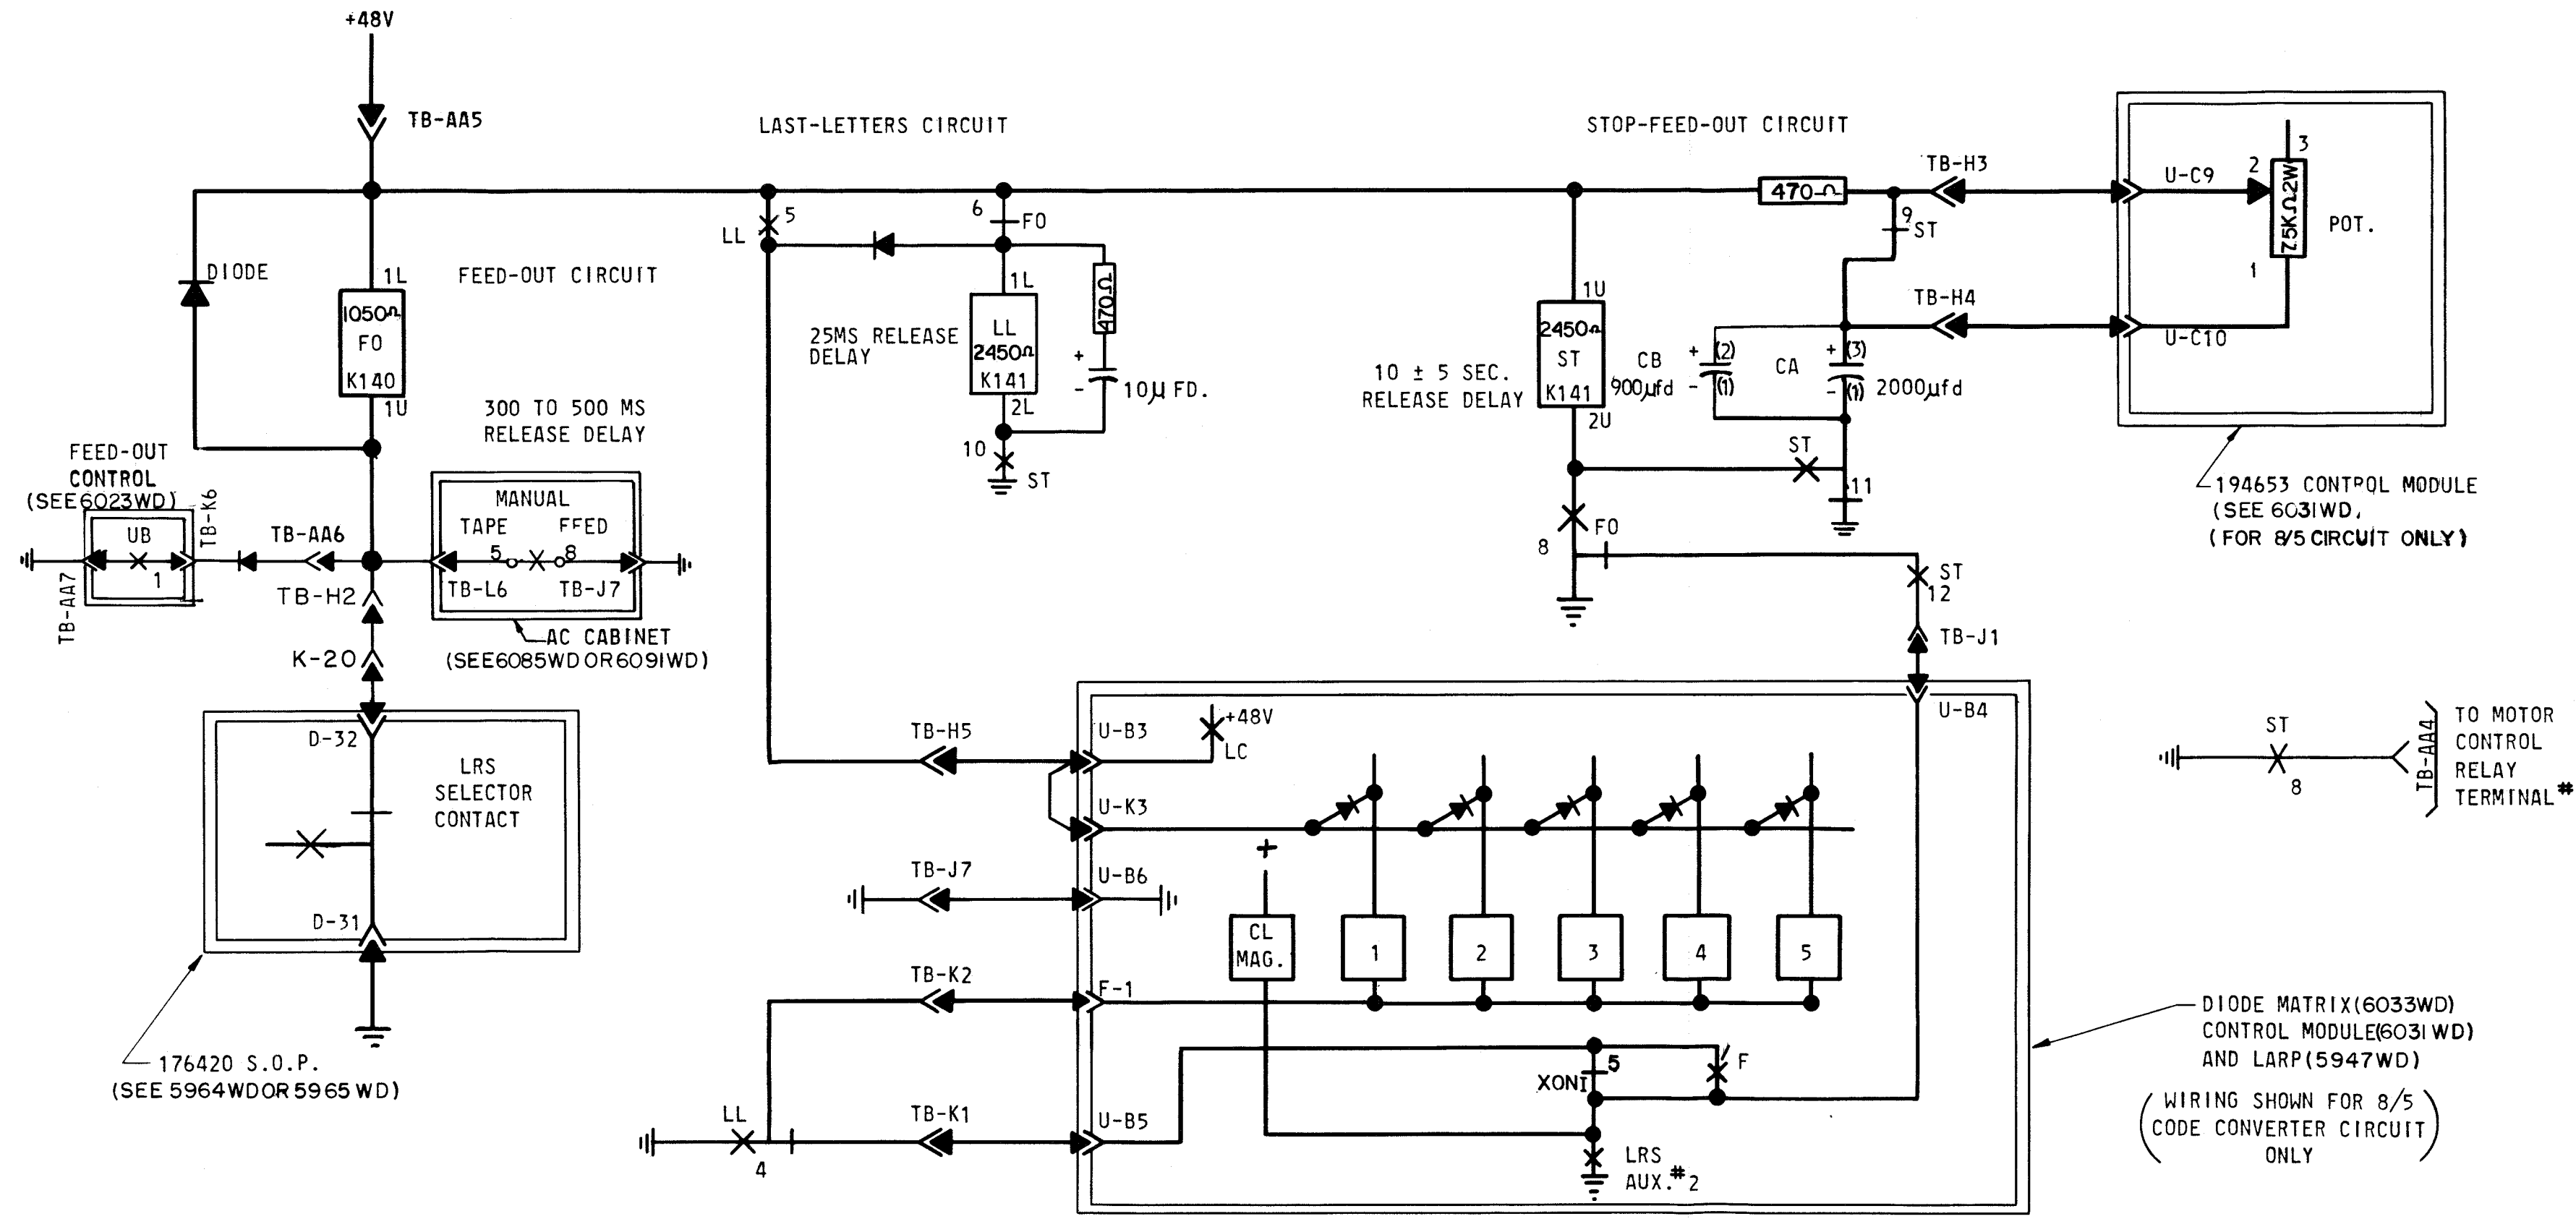 +48V
TB-AA5
LAST-LETTERS CIRCUIT
STOP-FEED-OUT CIRCUIT
DIODE
FEED-OUT CIRCUIT
1L
1050Ω
FO
K140
1U
300 TO 500 MS
RELEASE DELAY
FEED-OUT
CONTROL
(SEE 6023WD)
TB-K6
UB
1
TB-AA7
TB-AA6
TB-H2
K-20
MANUAL
TAPE
FEED
5
8
TB-L6
TB-J7
AC CABINET
(SEE 6085WD OR 6091WD)
D-32
LRS
SELECTOR
CONTACT
D-31
176420 S.O.P.
(SEE 5964WD OR 5965WD)
5
LL
6
FO
25MS RELEASE
DELAY
1L
LL
2450Ω
K141
2L
470Ω
+
-
10µFD.
10
ST
10 ± 5 SEC.
RELEASE DELAY
1U
2450Ω
ST
K141
2U
CB
900µfd
+ (2)
- (1)
CA
+ (3)
- (1)
2000µfd
470-Ω
9
ST
TB-H3
TB-H4
ST
11
FO
8
ST
12
TB-J1
U-C9
U-C10
3
2
1
7.5KΩ2W
POT.
194653 CONTROL MODULE
(SEE 6031WD,
(FOR 8/5 CIRCUIT ONLY)
TB-H5
U-B3
+48V
LC
U-K3
TB-J7
U-B6
+
CL
MAG.
1
2
3
4
5
TB-K2
F-1
U-B4
5
XONI
F
LL
4
TB-K1
U-B5
LRS
AUX.#2
ST
8
TB-AA4
TO MOTOR
CONTROL
RELAY
TERMINAL#
DIODE MATRIX(6033WD)
CONTROL MODULE(6031WD)
AND LARP(5947WD)
(WIRING SHOWN FOR 8/5
CODE CONVERTER CIRCUIT
ONLY)